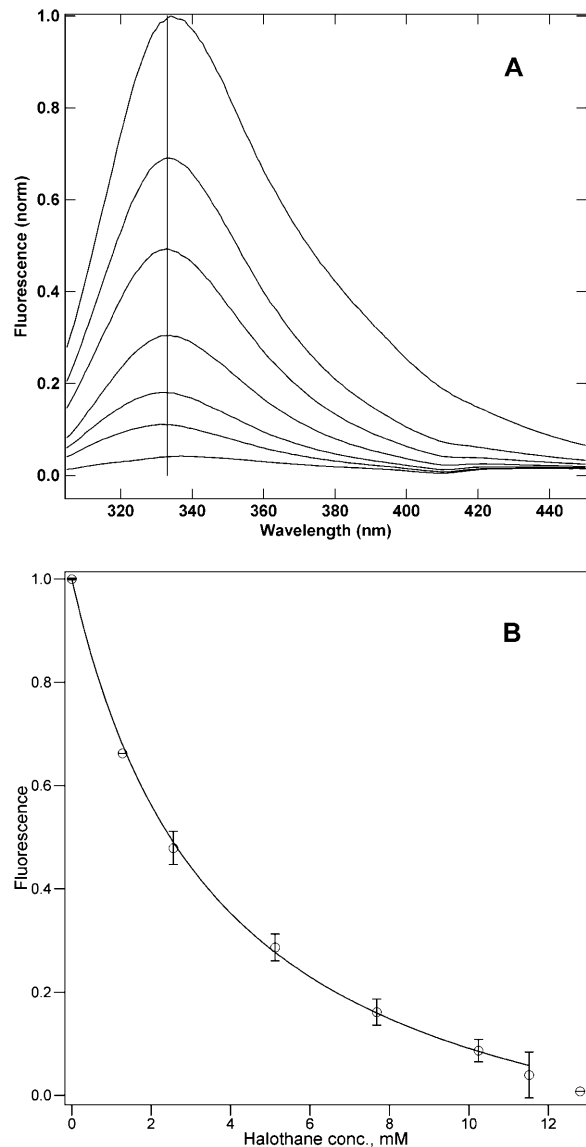 1.0
A
0.8
0.6
0.4
0.2
0.0
Fluorescence (norm)
320 340 360 380 400 420 440
Wavelength (nm)
1.0
B
0.8
0.6
0.4
0.2
0.0
Fluorescence
0 2 4 6 8 10 12
Halothane conc., mM